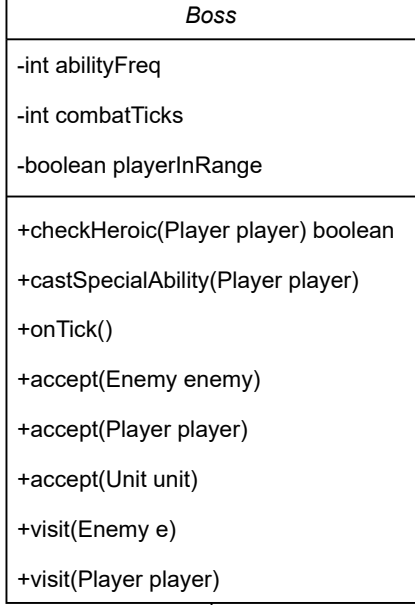 Boss
-int abilityFreq
-int combatTicks
-boolean playerInRange
+checkHeroic(Player player) boolean
+castSpecialAbility(Player player)
+onTick()
+accept(Enemy enemy)
+accept(Player player)
+accept(Unit unit)
+visit(Enemy e)
+visit(Player player)